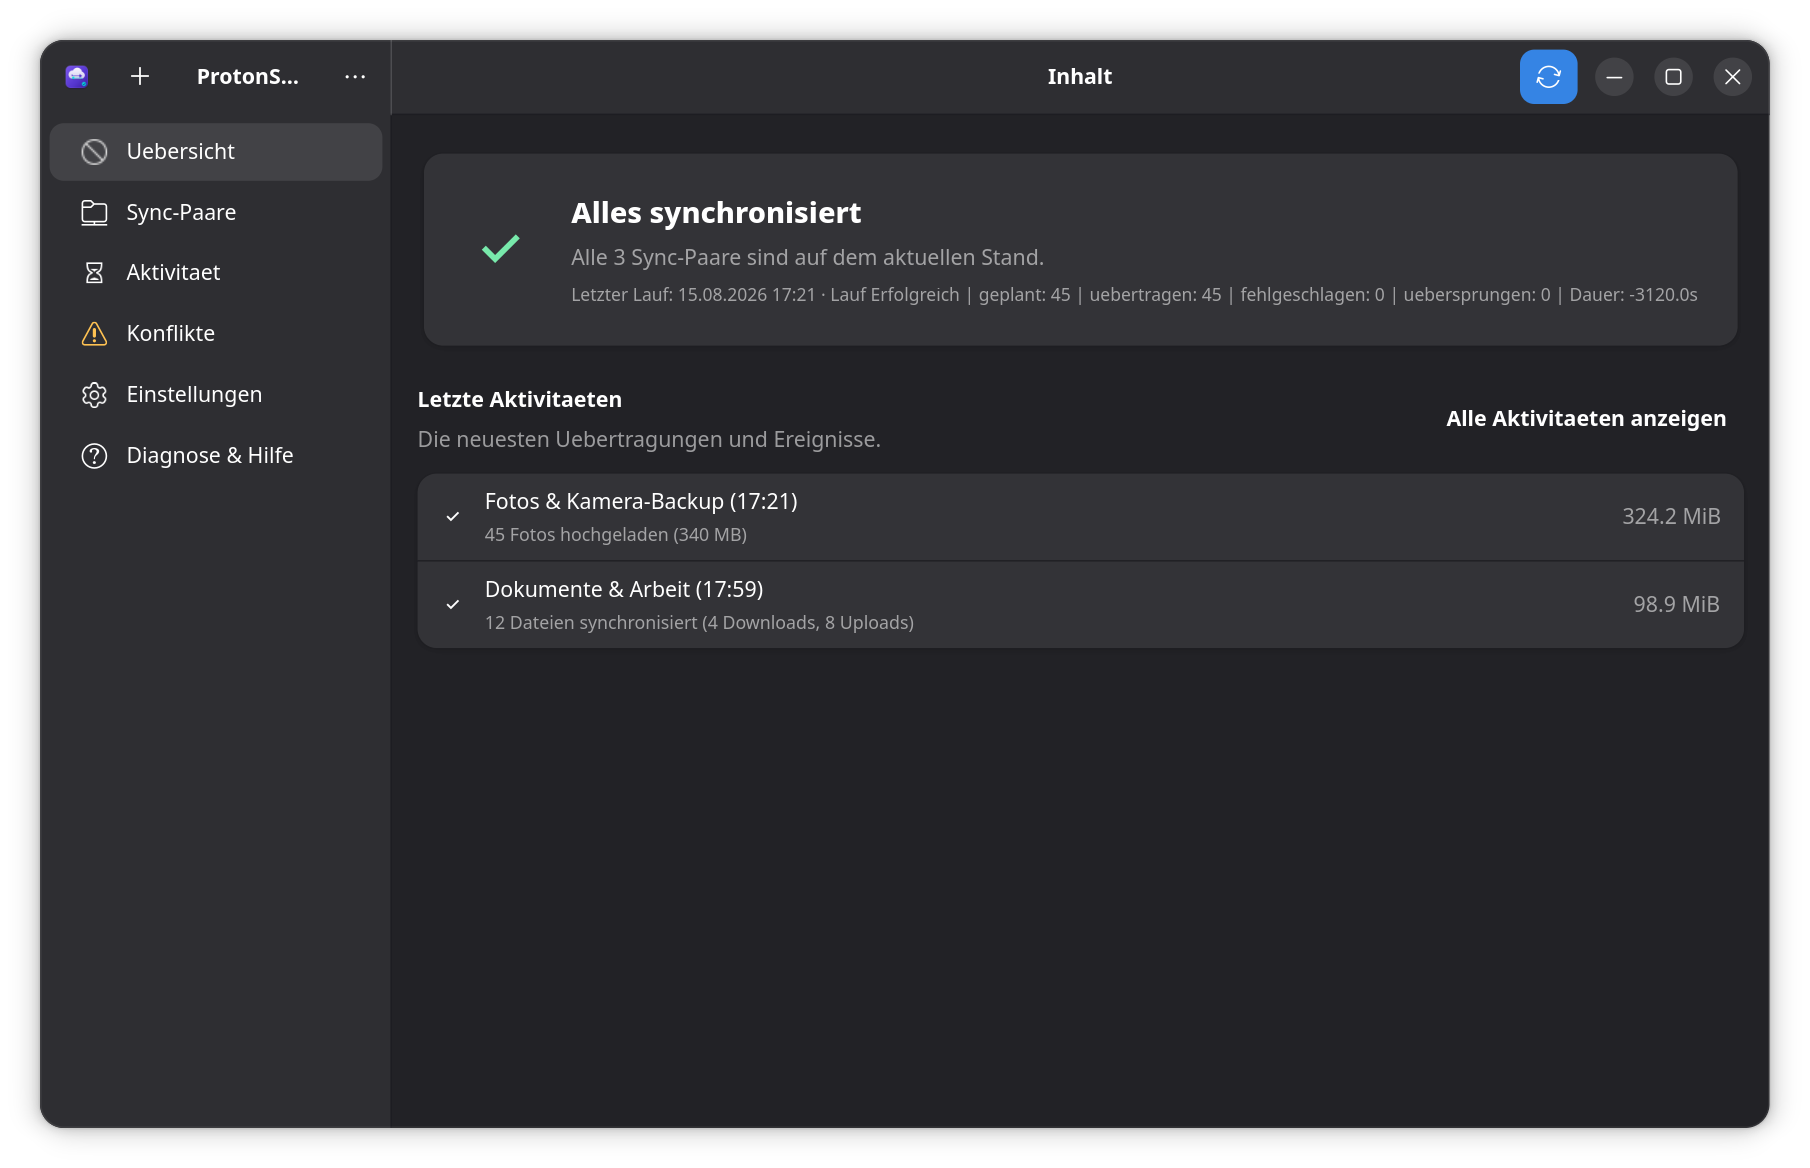 ProtonS...
Inhalt
Uebersicht
Sync-Paare
Aktivitaet
Konflikte
Einstellungen
Diagnose & Hilfe
Alles synchronisiert
Alle 3 Sync-Paare sind auf dem aktuellen Stand.
Letzter Lauf: 15.08.2026 17:21 · Lauf Erfolgreich | geplant: 45 | uebertragen: 45 | fehlgeschlagen: 0 | uebersprungen: 0 | Dauer: -3120.0s
Letzte Aktivitaeten
Die neuesten Uebertragungen und Ereignisse.
Alle Aktivitaeten anzeigen
Fotos & Kamera-Backup (17:21)
45 Fotos hochgeladen (340 MB)
324.2 MiB
Dokumente & Arbeit (17:59)
12 Dateien synchronisiert (4 Downloads, 8 Uploads)
98.9 MiB